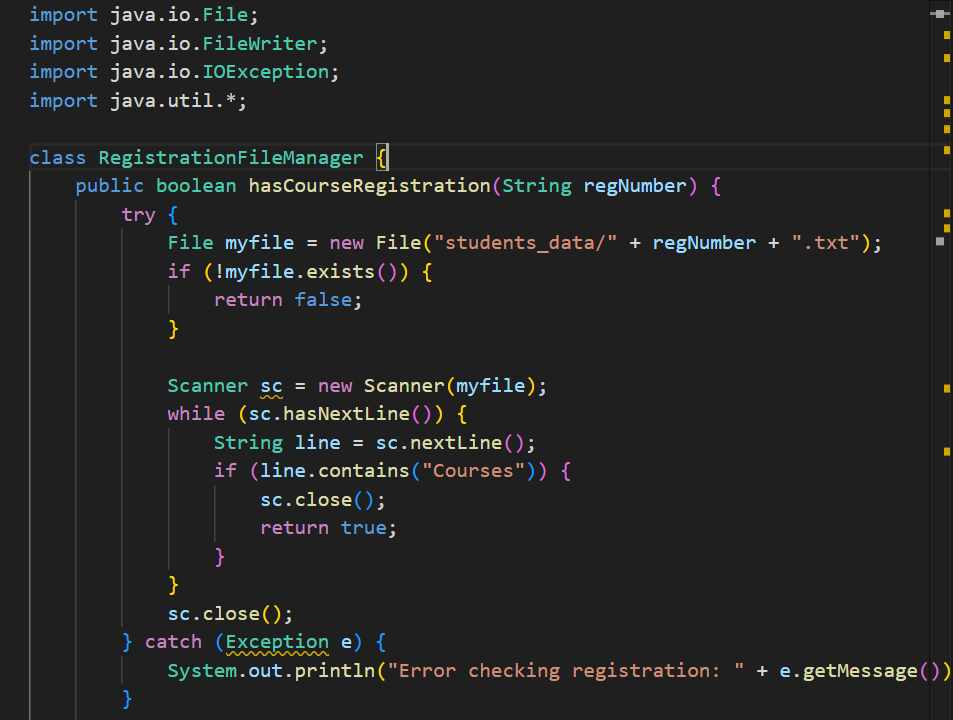 import java.io.File;
import java.io.FileWriter;
import java.io.IOException;
import java.util.*;

class RegistrationFileManager {
    public boolean hasCourseRegistration(String regNumber) {
        try {
            File myfile = new File("students_data/" + regNumber + ".txt");
            if (!myfile.exists()) {
                return false;
            }

            Scanner sc = new Scanner(myfile);
            while (sc.hasNextLine()) {
                String line = sc.nextLine();
                if (line.contains("Courses")) {
                    sc.close();
                    return true;
                }
            }
            sc.close();
        } catch (Exception e) {
            System.out.println("Error checking registration: " + e.getMessage())
        }